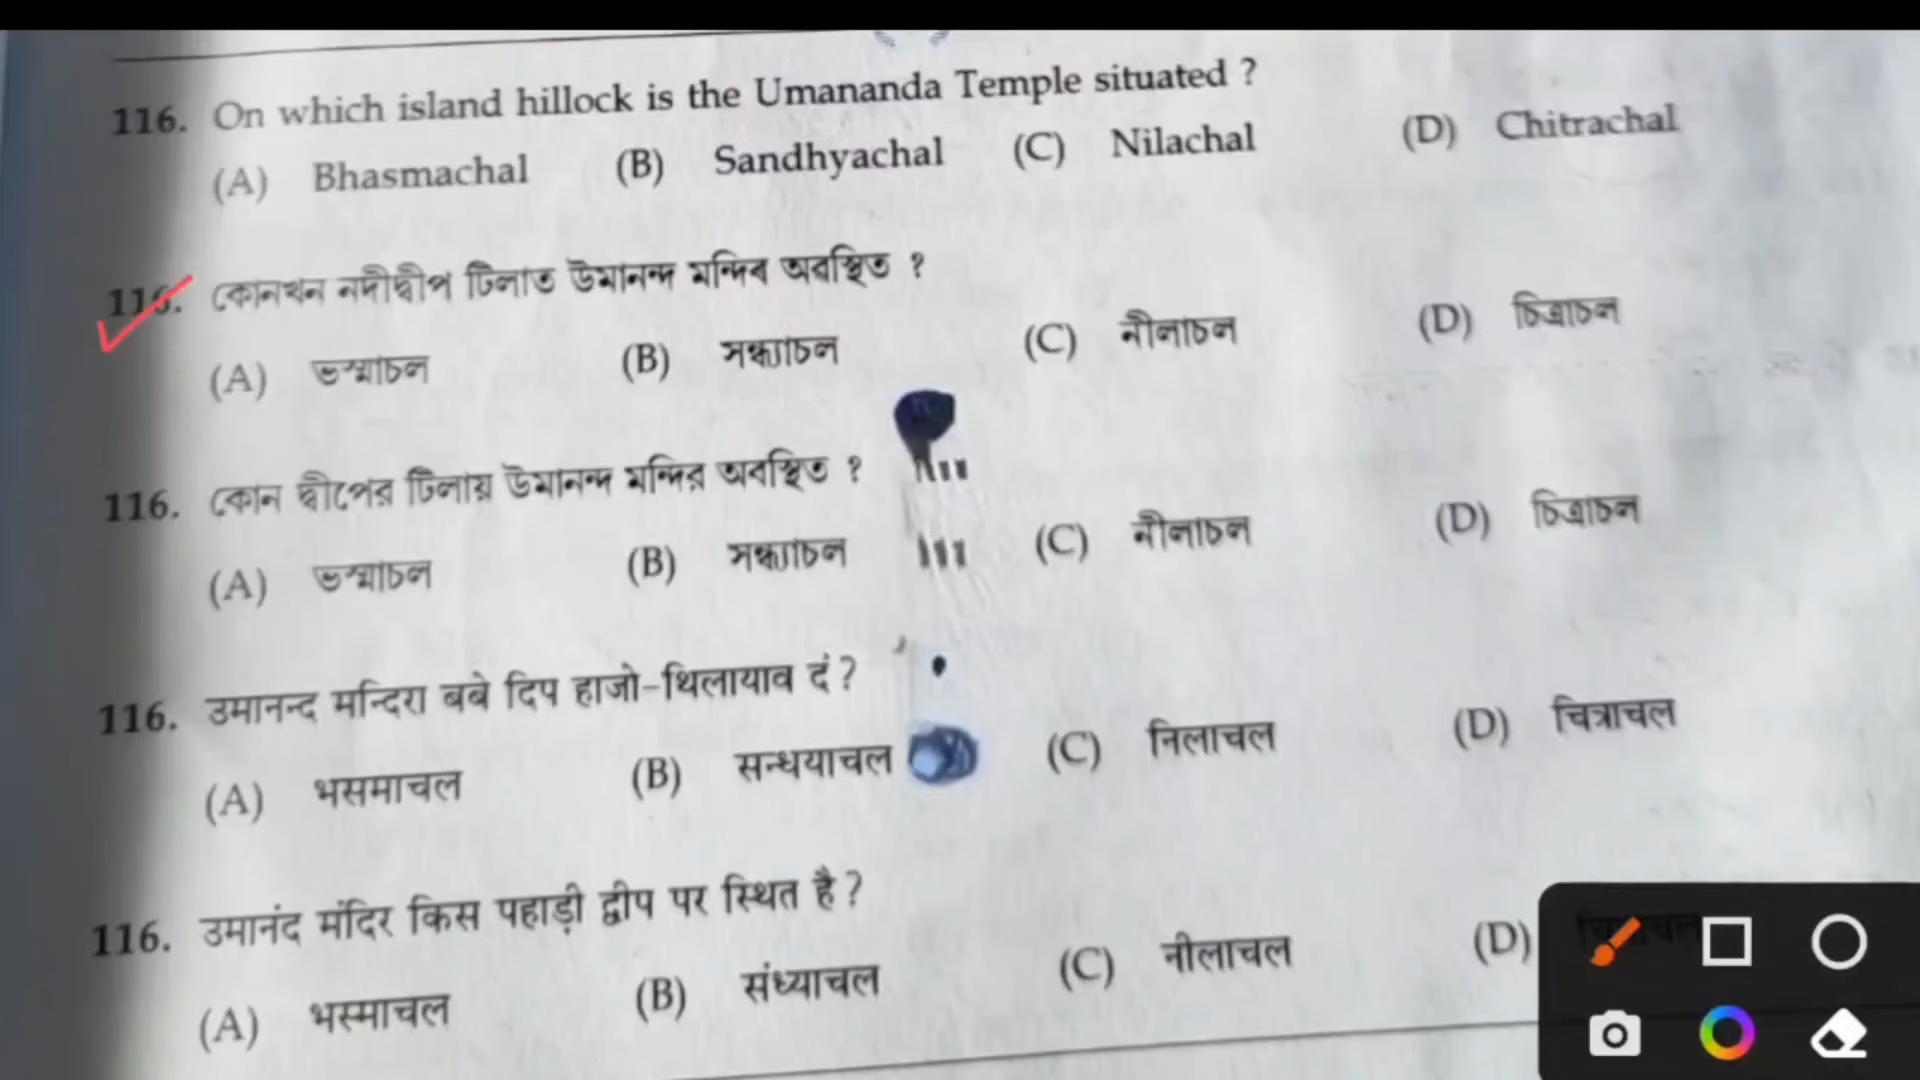 116. On which island hillock is the Umananda Temple situated ?
(A) Bhasmachal (B) Sandhyachal (C) Nilachal (D) Chitrachal
116. কোনখন নদীদ্বীপ টিলাত উমানন্দ মন্দিৰ অৱস্থিত ?
(A) ভস্মাচল (B) সন্ধ্যাচল (C) নীলাচল (D) চিত্ৰাচল
116. কোন দ্বীপের টিলায় উমানন্দ মন্দির অবস্থিত ?
(A) ভস্মাচল (B) সন্ধ্যাচল (C) নীলাচল (D) চিত্রাচল
116. उमानन्द मन्दिरा बबे दिप हाजो-थिलायाव दं ?
(A) भसमाचल (B) सन्धयाचल (C) निलाचल (D) चित्राचल
116. उमानंद मंदिर किस पहाड़ी द्वीप पर स्थित है ?
(A) भस्माचल (B) संध्याचल (C) नीलाचल (D)